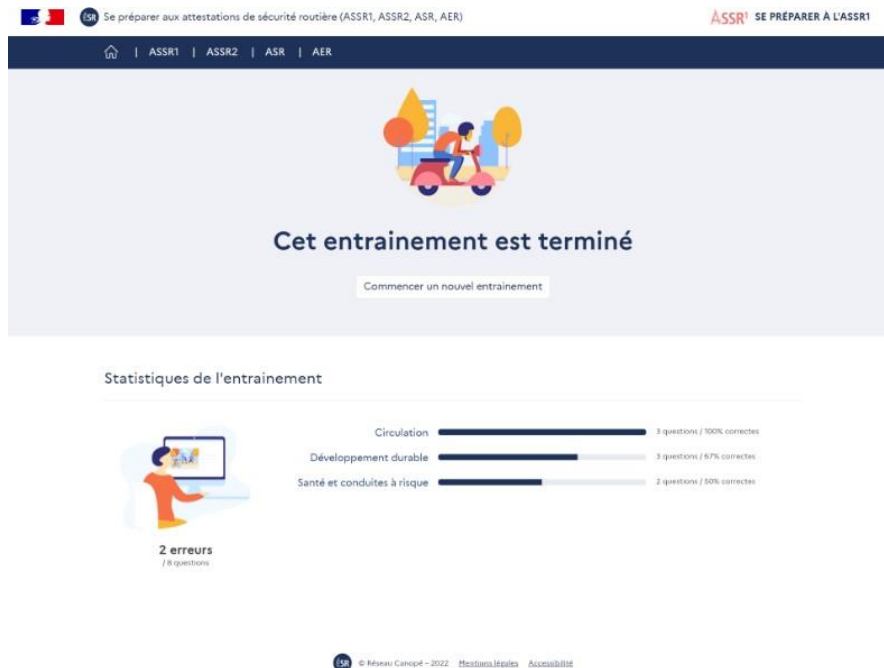 ÉSR Se préparer aux attestations de sécurité routière (ASSR1, ASSR2, ASR, AER)
ASSR1 SE PRÉPARER À L'ASSR1
| ASSR1 | ASSR2 | ASR | AER
Cet entrainement est terminé
Commencer un nouvel entrainement
Statistiques de l'entrainement
Circulation 3 questions / 100% correctes
Développement durable 3 questions / 67% correctes
Santé et conduites à risque 2 questions / 50% correctes
2 erreurs
/ 8 questions
ÉSR © Réseau Canopé – 2022 Mentions légales Accessibilité